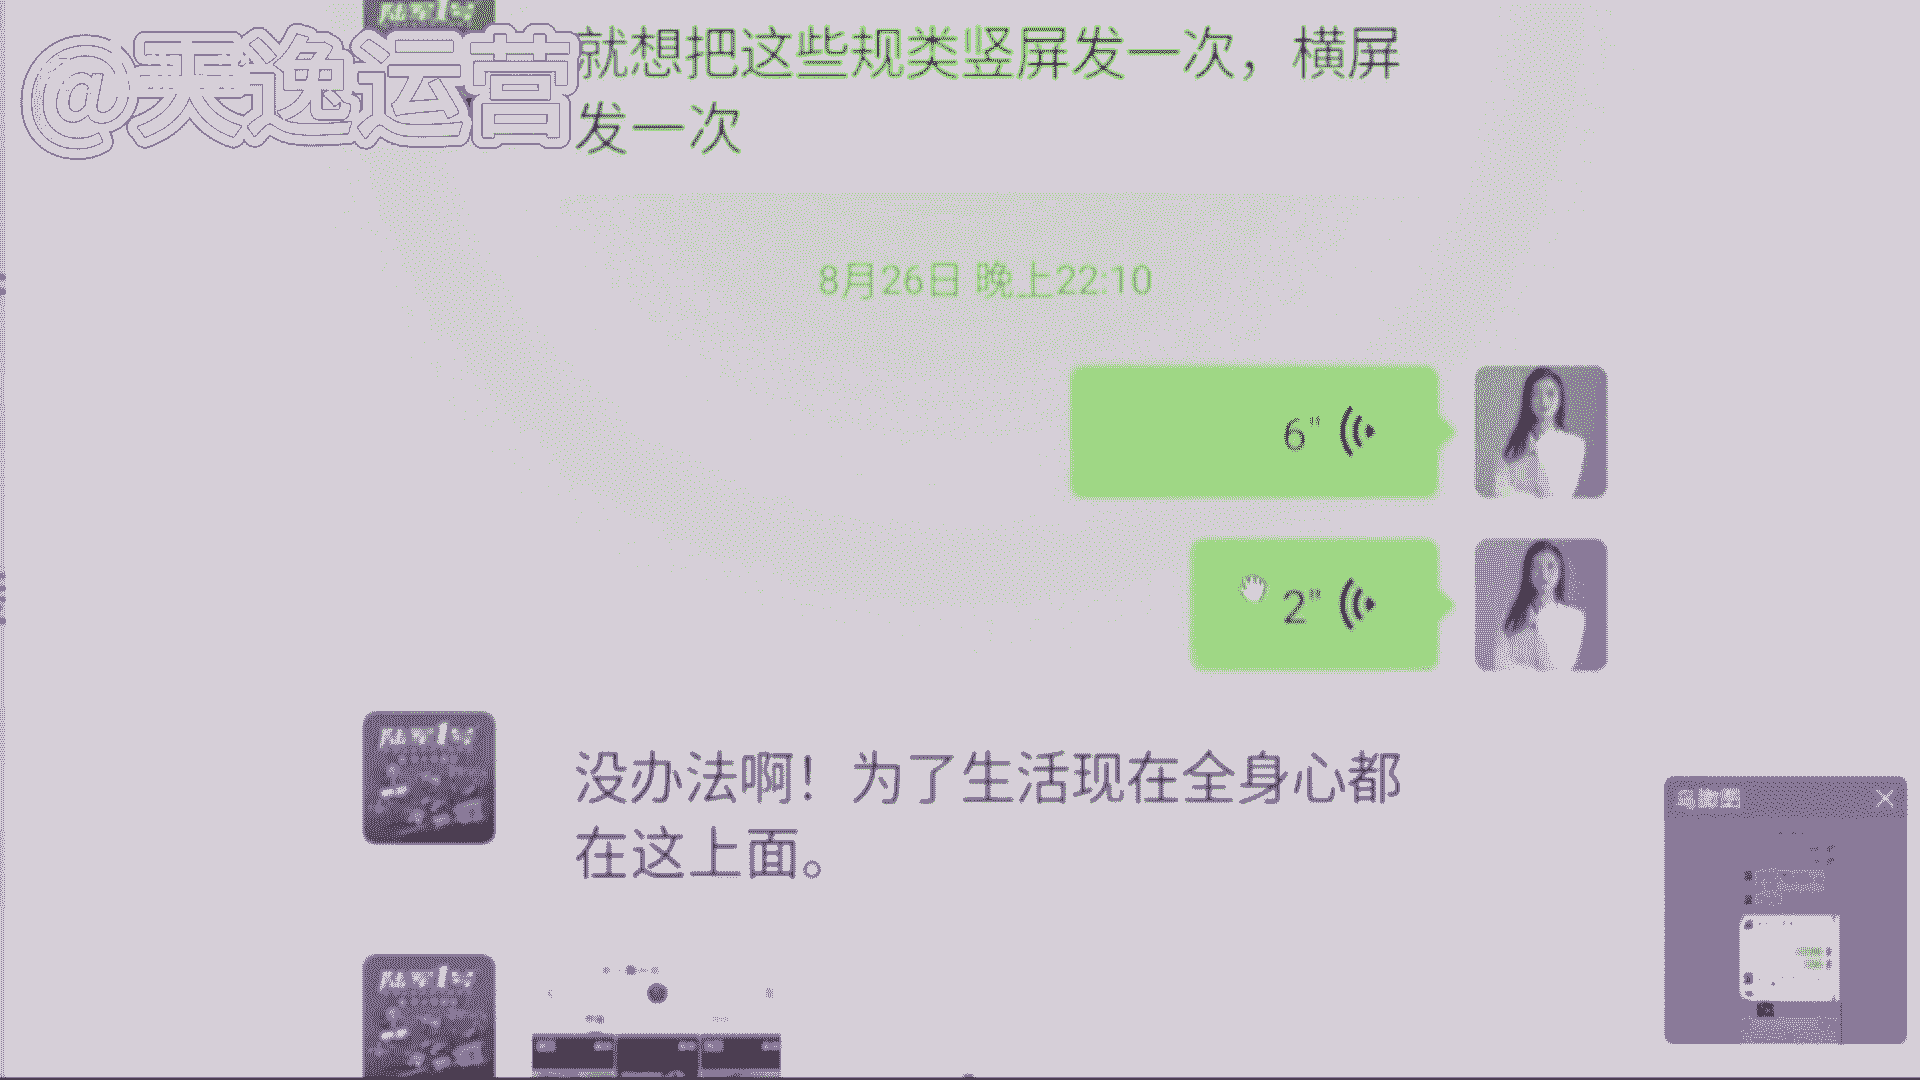 @天逸运营
就想把这些规类竖屏发一次，横屏
发一次
8月26日 晚上22:10
6"
2"
没办法啊！为了生活现在全身心都
在这上面。
鸟瞰图